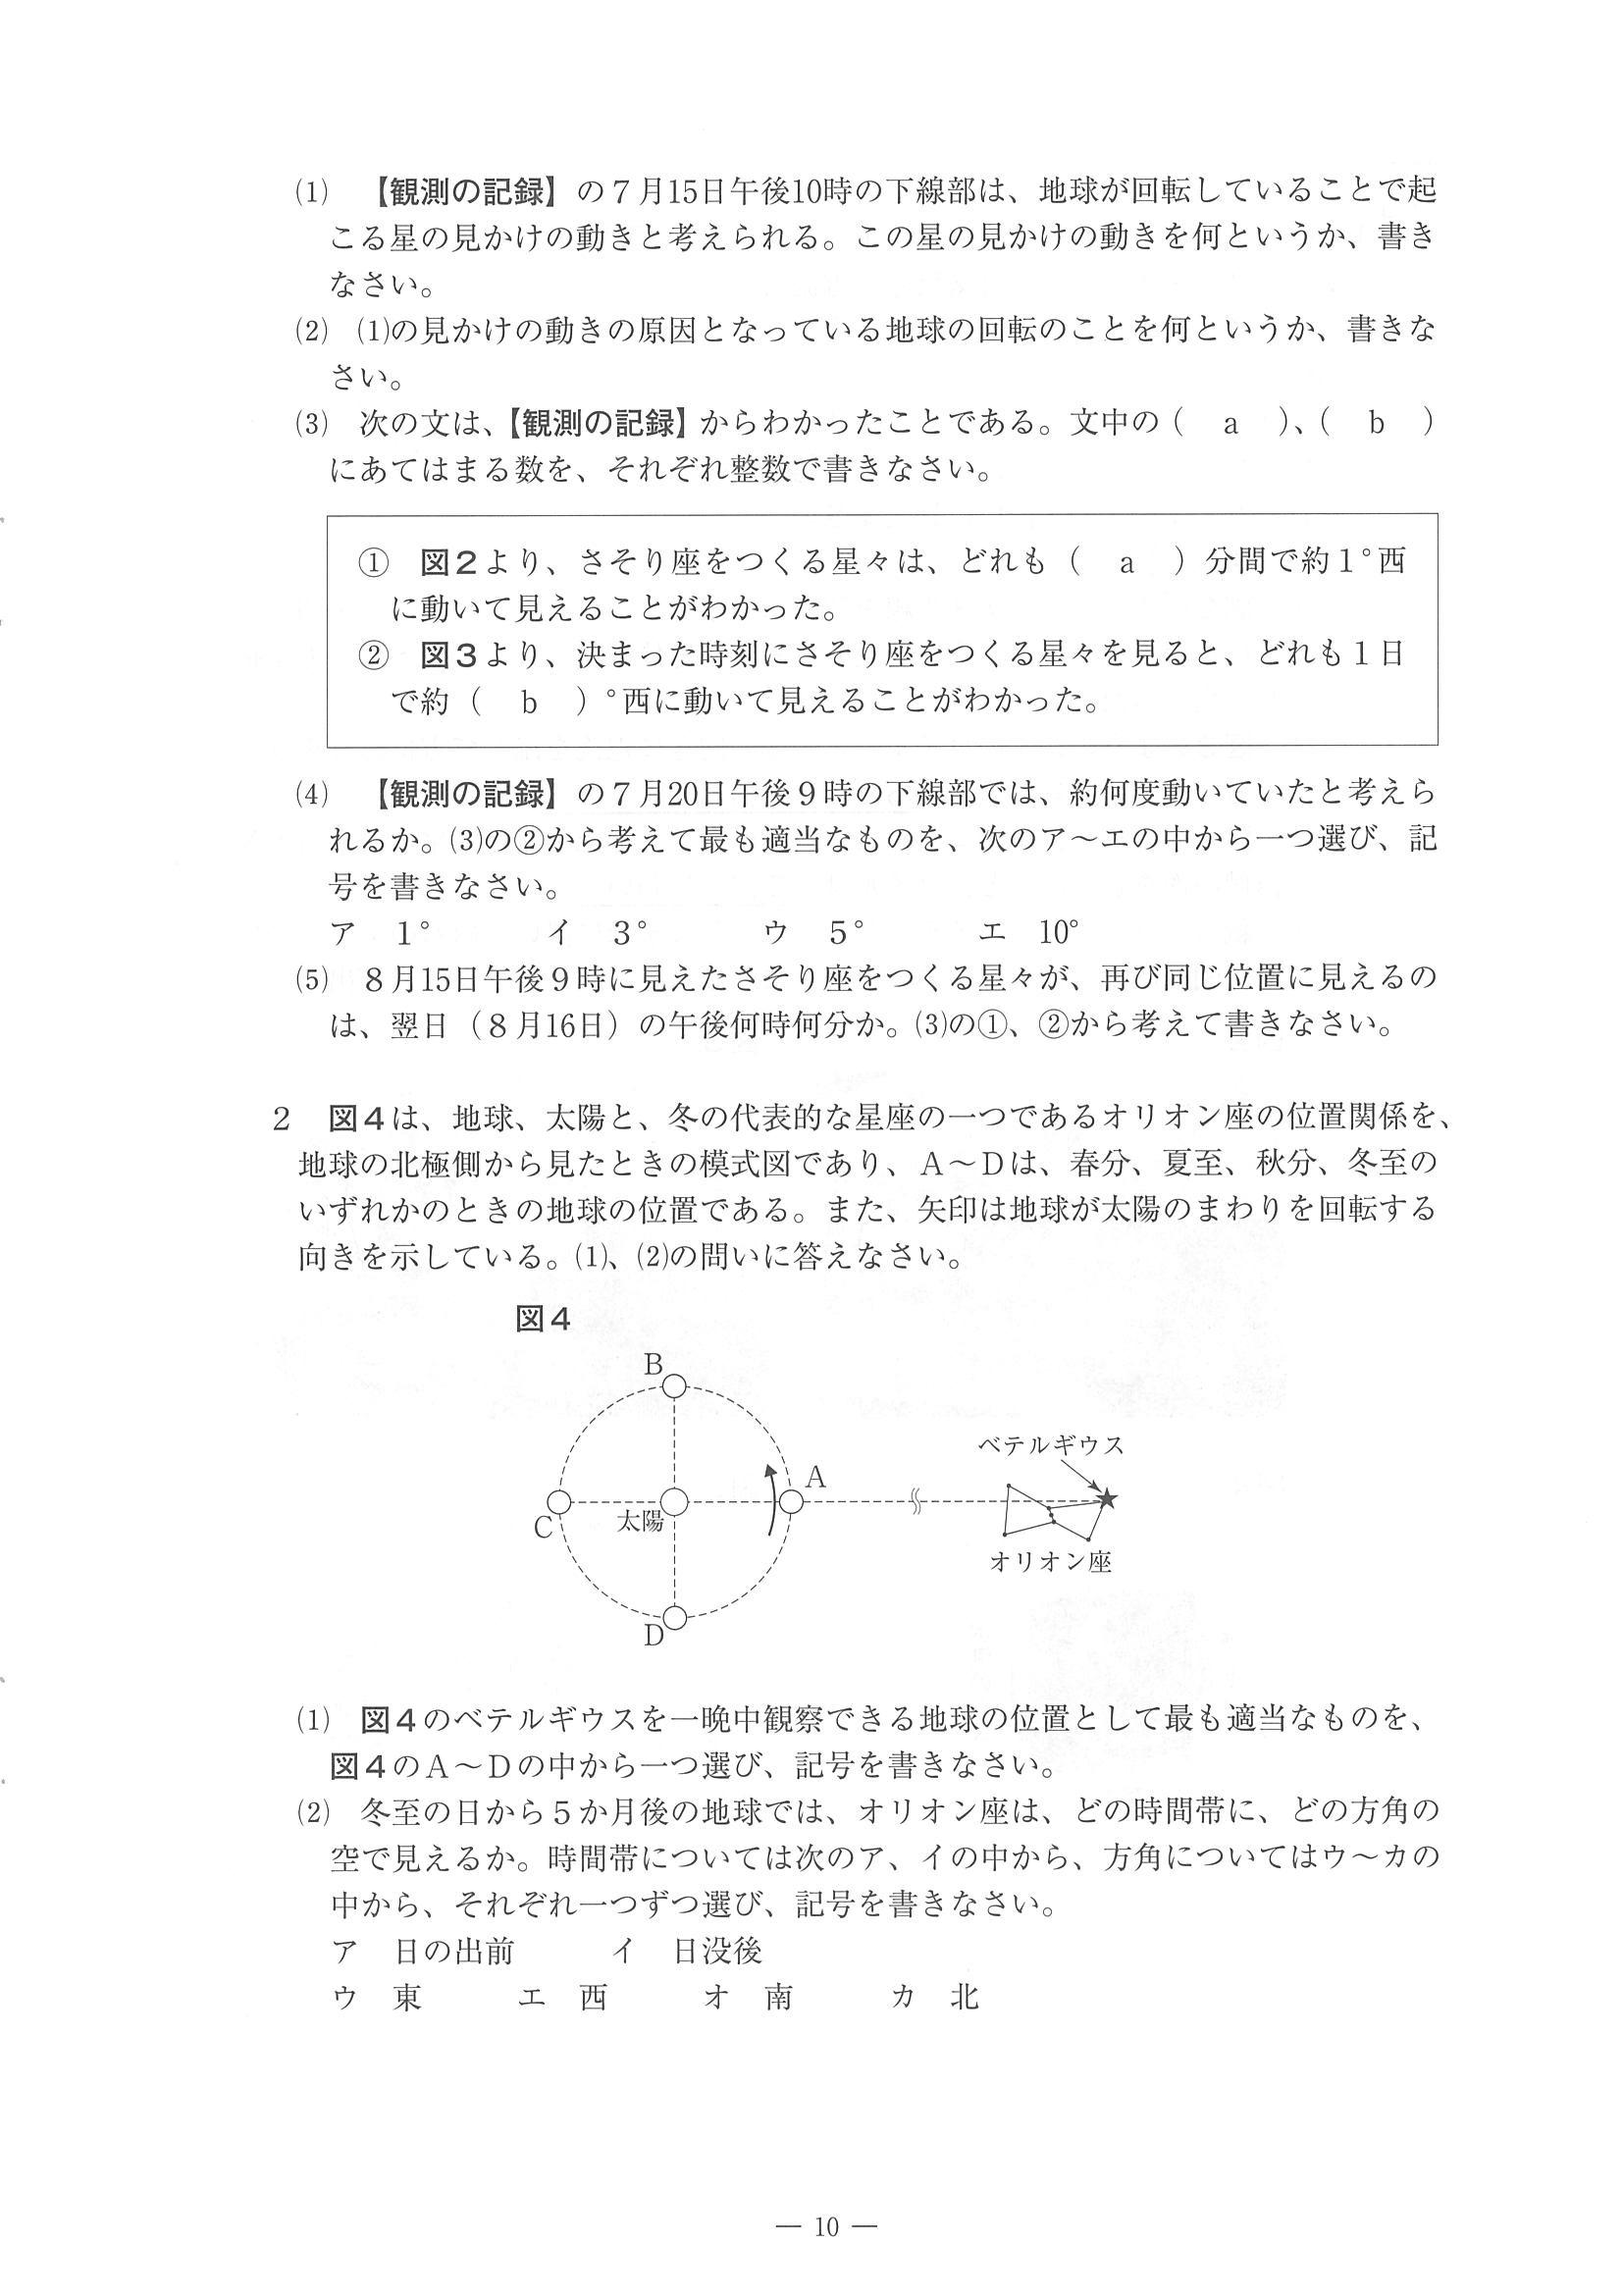 ⑴　【観測の記録】の７月15日午後10時の下線部は、地球が回転していることで起
こる星の見かけの動きと考えられる。この星の見かけの動きを何というか、書き
なさい。
⑵　⑴の見かけの動きの原因となっている地球の回転のことを何というか、書きな
さい。
⑶　次の文は、【観測の記録】からわかったことである。文中の（　ａ　）、（　ｂ　）
にあてはまる数を、それぞれ整数で書きなさい。
①　図２より、さそり座をつくる星々は、どれも（　ａ　）分間で約１°西
に動いて見えることがわかった。
②　図３より、決まった時刻にさそり座をつくる星々を見ると、どれも１日
で約（　ｂ　）°西に動いて見えることがわかった。
⑷　【観測の記録】の７月20日午後９時の下線部では、約何度動いていたと考えら
れるか。⑶の②から考えて最も適当なものを、次のア～エの中から一つ選び、記
号を書きなさい。
ア　１°　　　イ　３°　　　ウ　５°　　　エ　10°
⑸　８月15日午後９時に見えたさそり座をつくる星々が、再び同じ位置に見えるの
は、翌日（８月16日）の午後何時何分か。⑶の①、②から考えて書きなさい。
２　図４は、地球、太陽と、冬の代表的な星座の一つであるオリオン座の位置関係を、
地球の北極側から見たときの模式図であり、Ａ～Ｄは、春分、夏至、秋分、冬至の
いずれかのときの地球の位置である。また、矢印は地球が太陽のまわりを回転する
向きを示している。⑴、⑵の問いに答えなさい。
図４
B
ベテルギウス
A
太陽
C
オリオン座
D
⑴　図４のベテルギウスを一晩中観察できる地球の位置として最も適当なものを、
図４のＡ～Ｄの中から一つ選び、記号を書きなさい。
⑵　冬至の日から５か月後の地球では、オリオン座は、どの時間帯に、どの方角の
空で見えるか。時間帯については次のア、イの中から、方角についてはウ～カの
中から、それぞれ一つずつ選び、記号を書きなさい。
ア　日の出前　　　イ　日没後
ウ　東　　　エ　西　　　オ　南　　　カ　北
― 10 ―